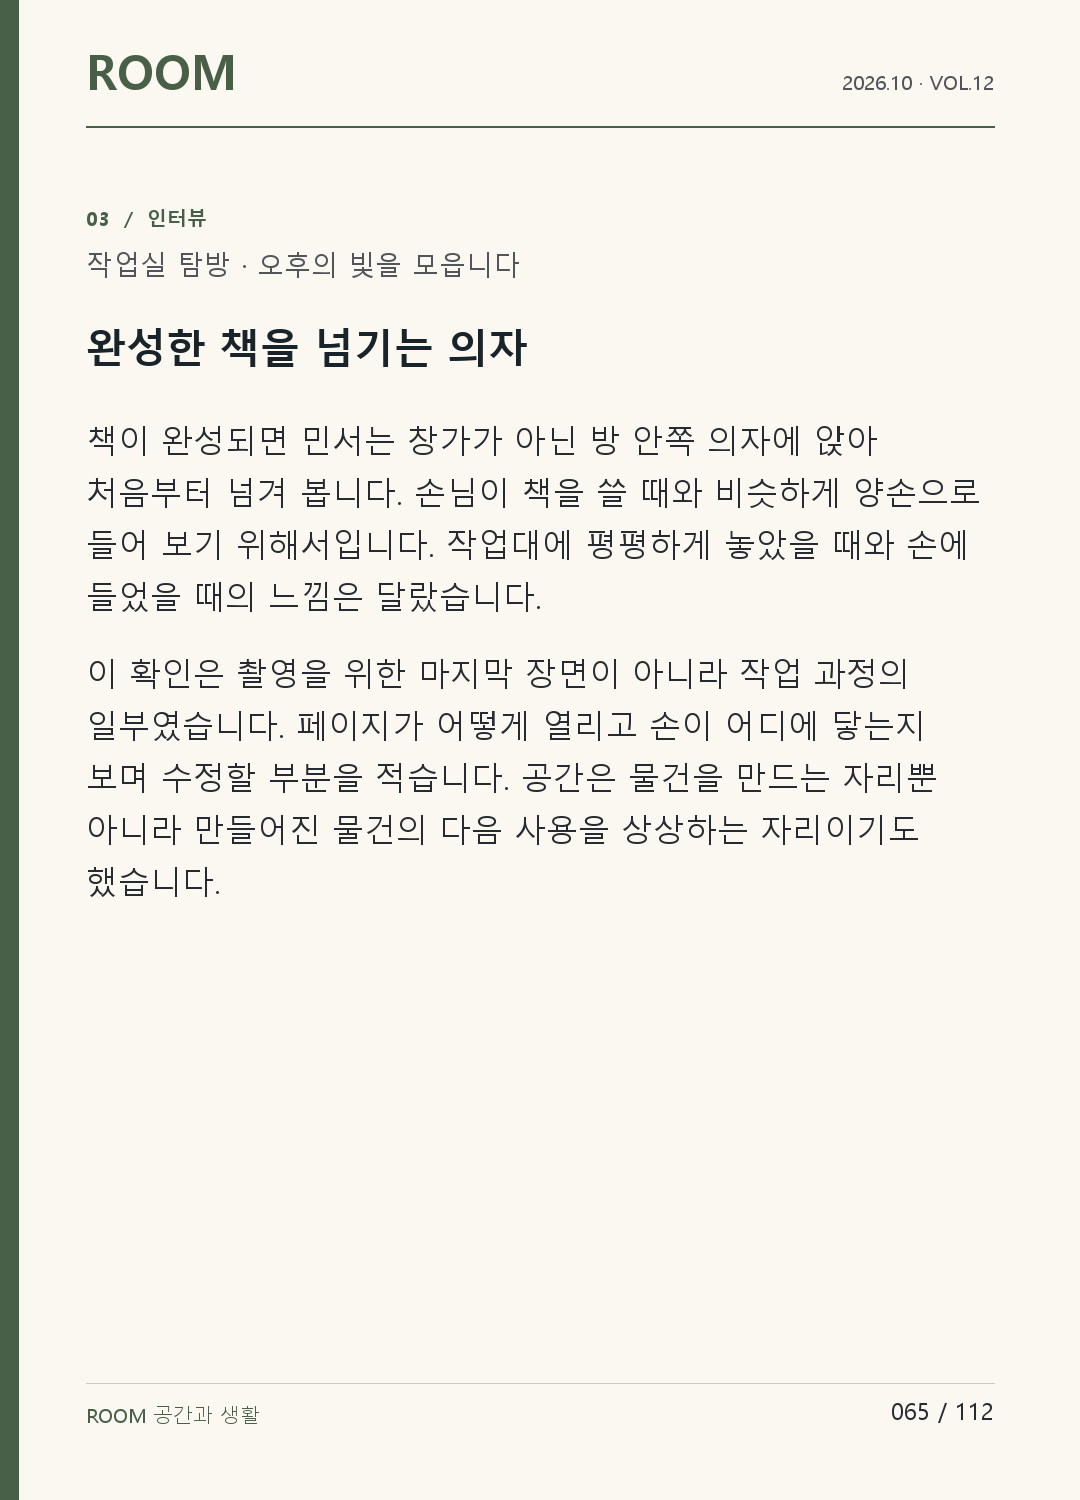 ROOM
2026.10 · VOL.12
03 / 인터뷰
작업실 탐방 · 오후의 빛을 모읍니다
완성한 책을 넘기는 의자
책이 완성되면 민서는 창가가 아닌 방 안쪽 의자에 앉아
처음부터 넘겨 봅니다. 손님이 책을 쓸 때와 비슷하게 양손으로
들어 보기 위해서입니다. 작업대에 평평하게 놓았을 때와 손에
들었을 때의 느낌은 달랐습니다.
이 확인은 촬영을 위한 마지막 장면이 아니라 작업 과정의
일부였습니다. 페이지가 어떻게 열리고 손이 어디에 닿는지
보며 수정할 부분을 적습니다. 공간은 물건을 만드는 자리뿐
아니라 만들어진 물건의 다음 사용을 상상하는 자리이기도
했습니다.
ROOM 공간과 생활
065 / 112